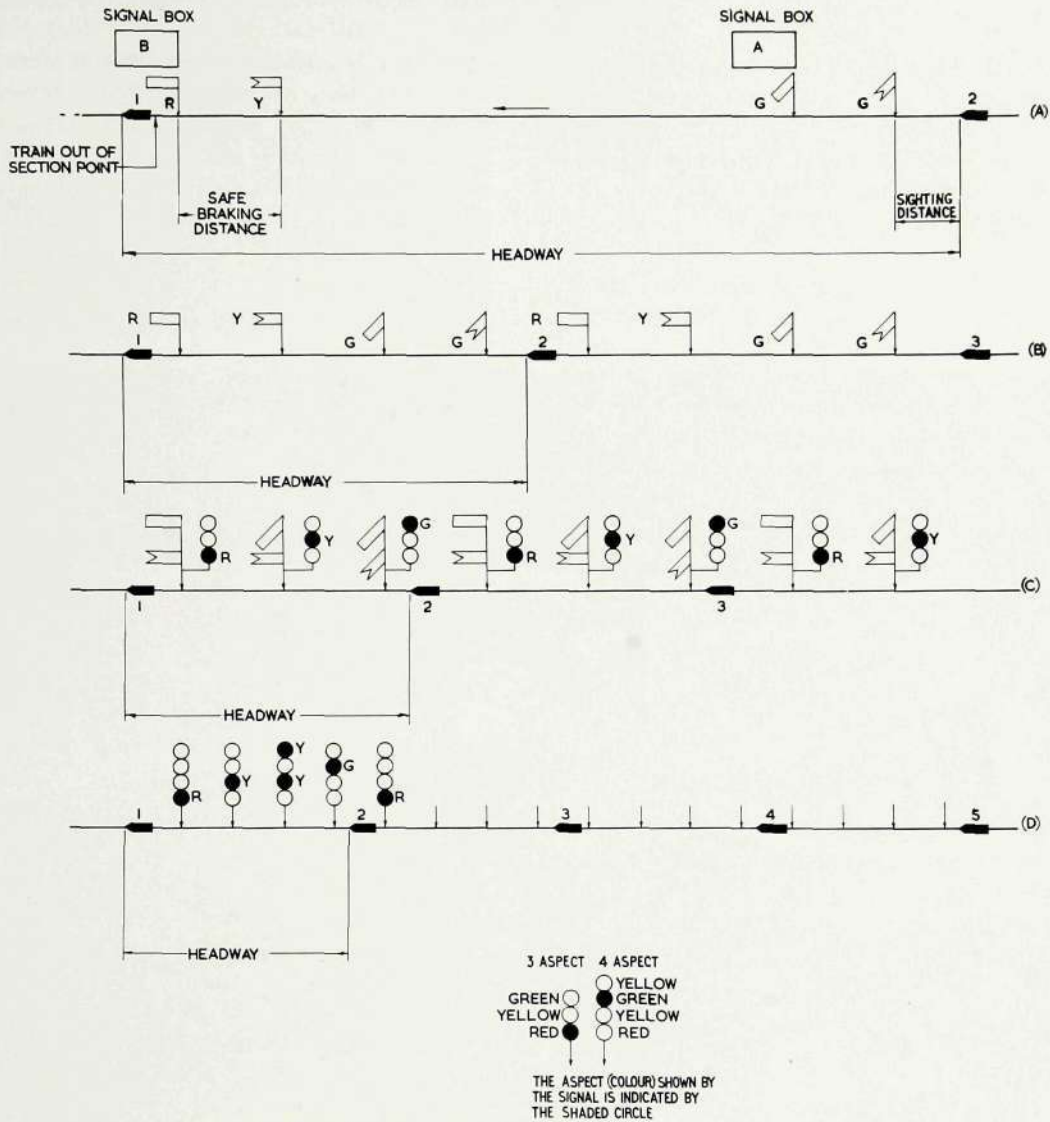 SIGNAL BOX SIGNAL BOX
B A
R Y G G
1 2 (A)
TRAIN OUT OF
SECTION POINT
SAFE
BRAKING
DISTANCE
SIGHTING
DISTANCE
HEADWAY
R Y G G R Y G G
1 2 3 (B)
HEADWAY
R Y G R Y G R Y
1 2 3 (C)
HEADWAY
R Y Y Y G R
1 2 3 4 5 (D)
HEADWAY
3 ASPECT 4 ASPECT
YELLOW
GREEN GREEN
YELLOW YELLOW
RED RED
THE ASPECT (COLOUR) SHOWN BY
THE SIGNAL IS INDICATED BY
THE SHADED CIRCLE